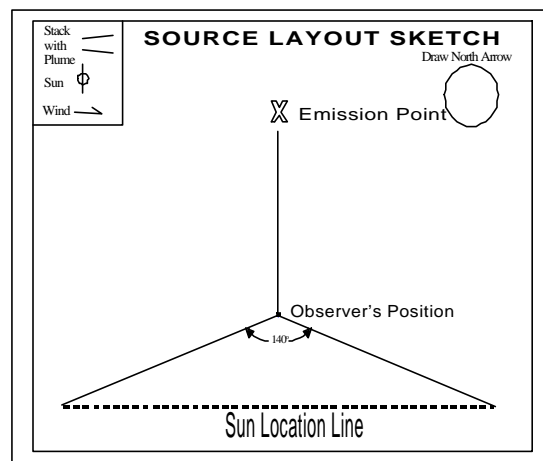 Stack
with
Plume
Sun
Wind
SOURCE LAYOUT SKETCH
Draw North Arrow
X Emission Point
Observer's Position
140°
Sun Location Line